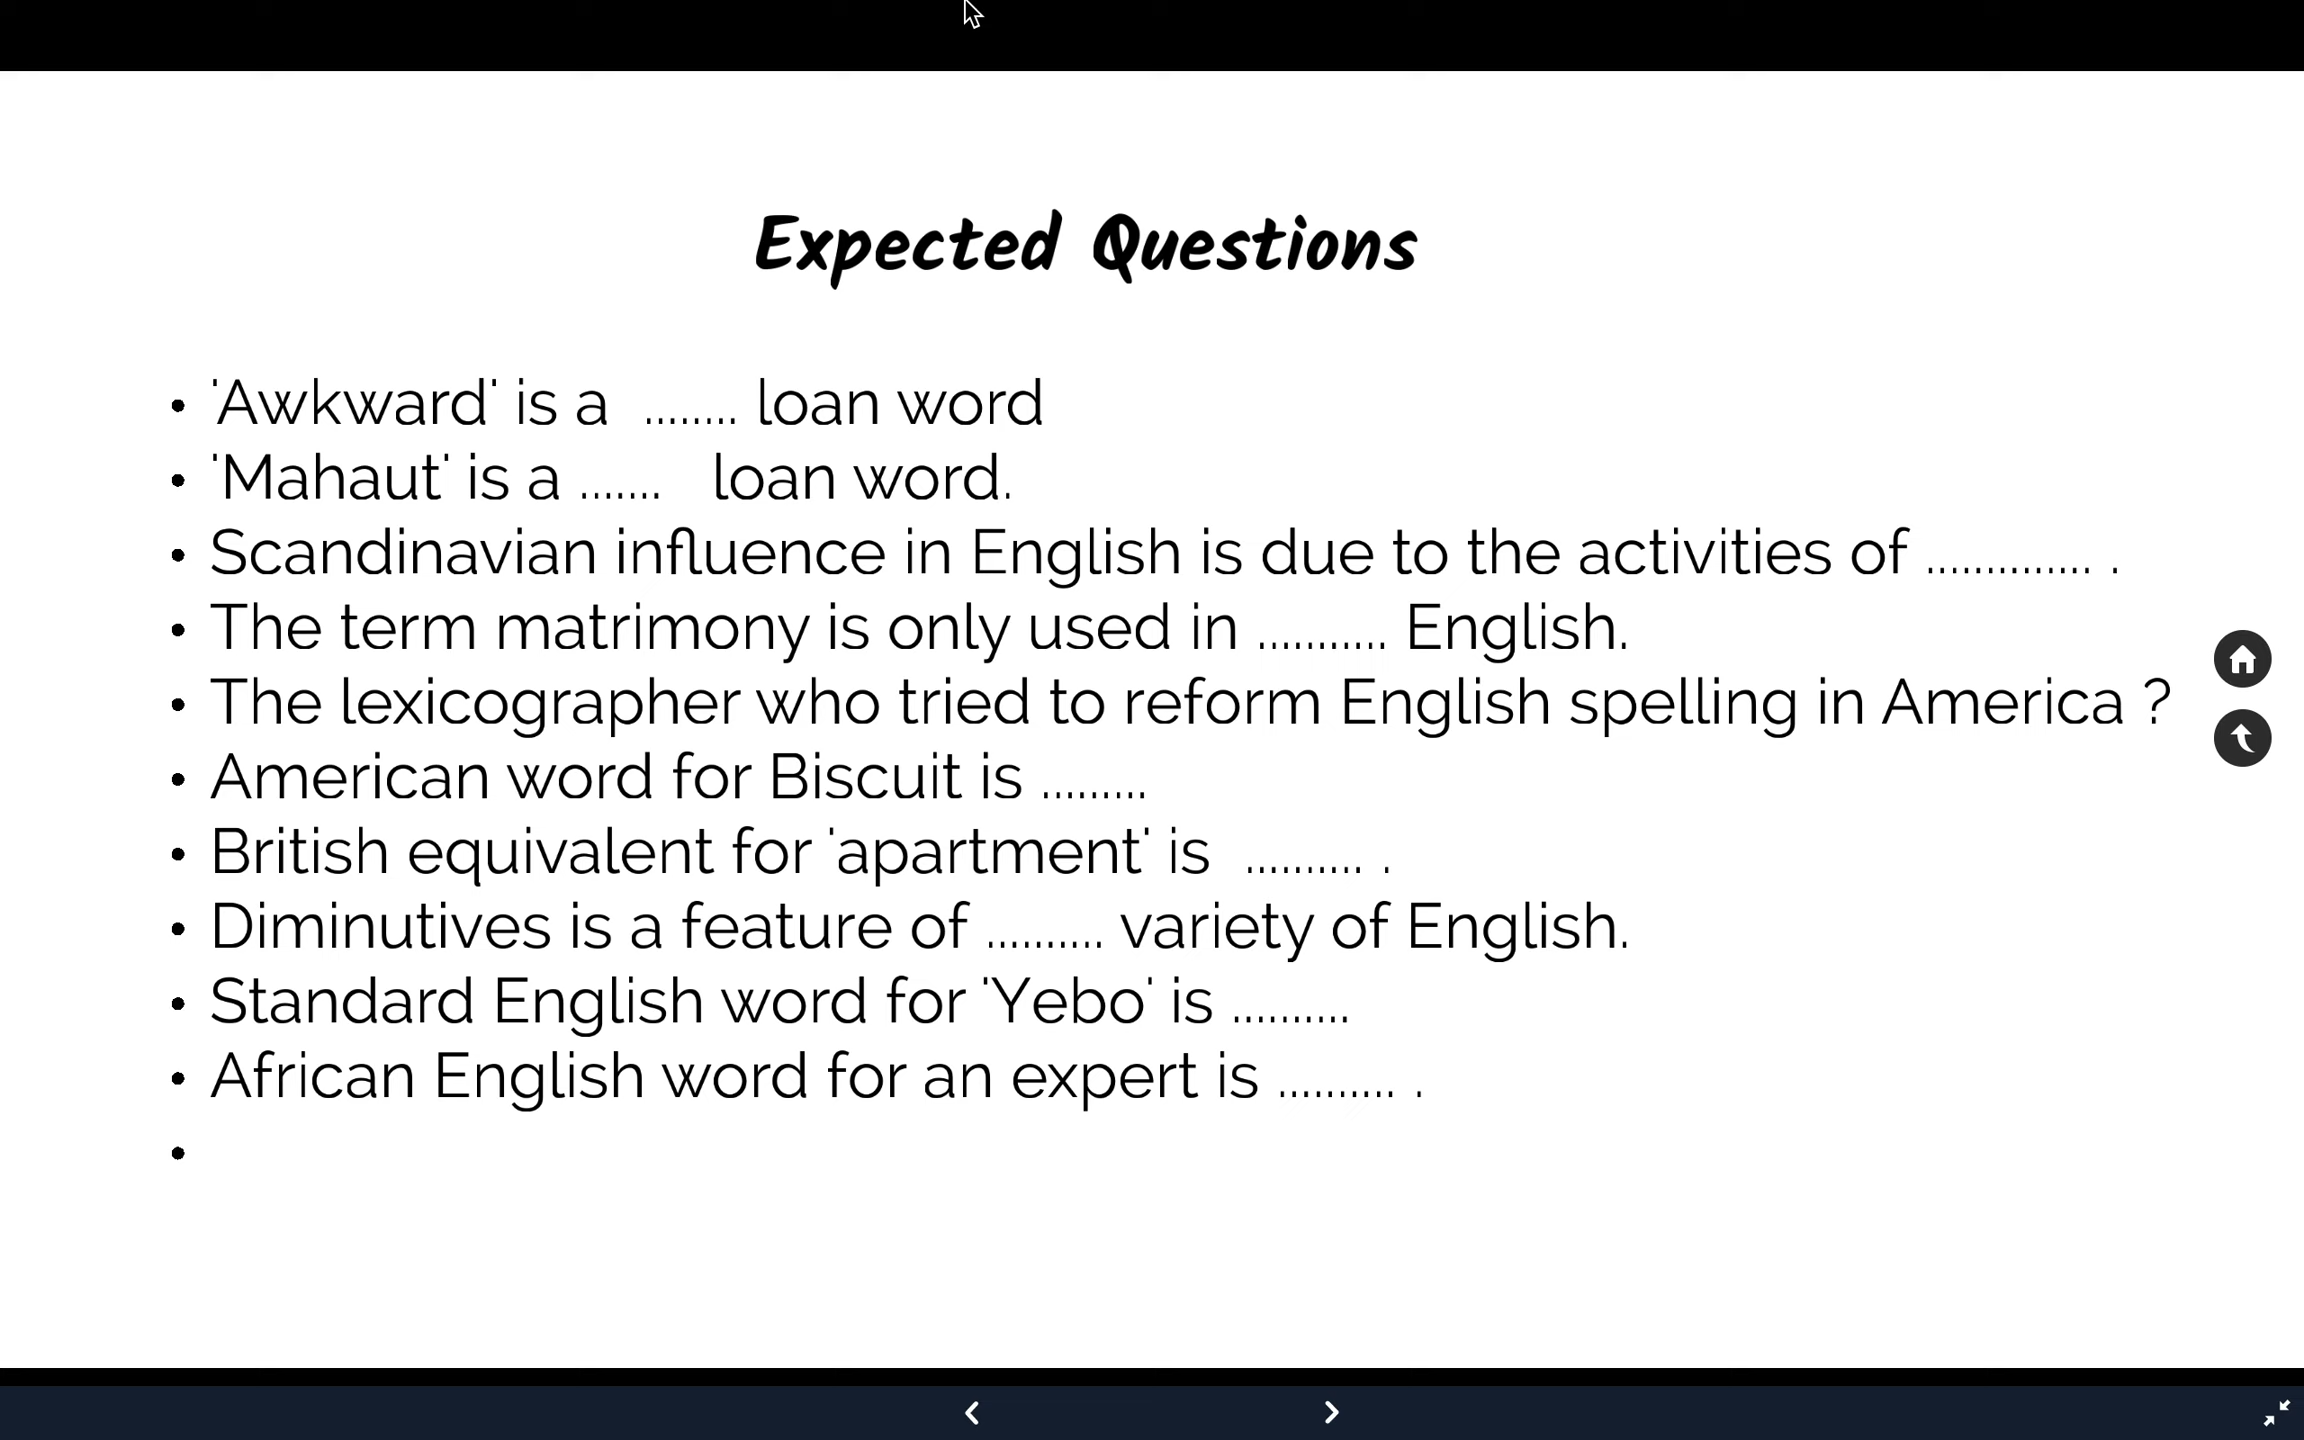 Expected Questions
• 'Awkward' is a ........ loan word
• 'Mahaut' is a ....... loan word.
• Scandinavian influence in English is due to the activities of .............. .
• The term matrimony is only used in ........... English.
• The lexicographer who tried to reform English spelling in America ?
• American word for Biscuit is .........
• British equivalent for 'apartment' is .......... .
• Diminutives is a feature of .......... variety of English.
• Standard English word for 'Yebo' is ..........
• African English word for an expert is .......... .
•